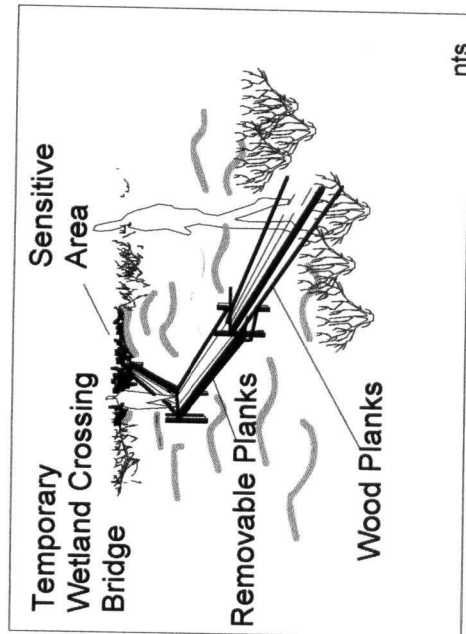 Temporary
Wetland Crossing
Bridge
Sensitive
Area
Removable Planks
Wood Planks
nts